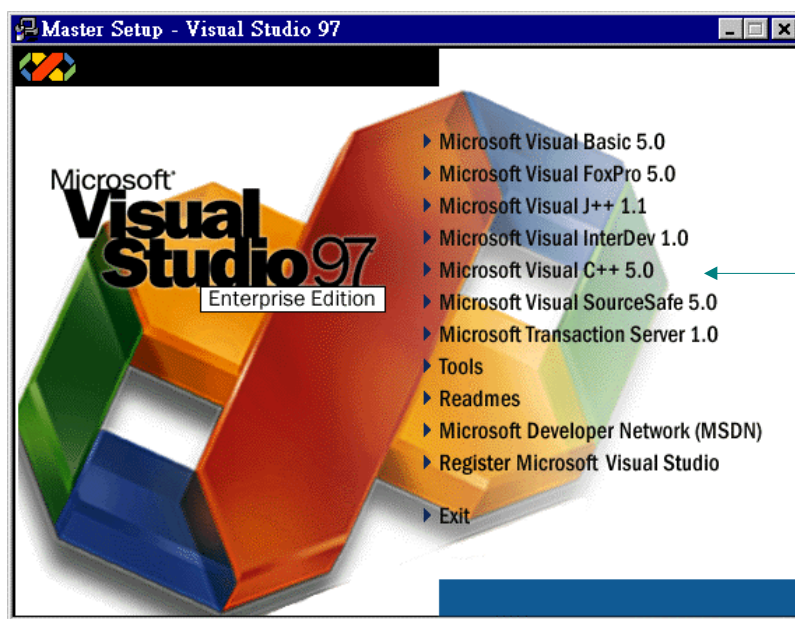 Master Setup - Visual Studio 97
Microsoft®
Visual
Studio 97
Enterprise Edition
Microsoft Visual Basic 5.0
Microsoft Visual FoxPro 5.0
Microsoft Visual J++ 1.1
Microsoft Visual InterDev 1.0
Microsoft Visual C++ 5.0
Microsoft Visual SourceSafe 5.0
Microsoft Transaction Server 1.0
Tools
Readmes
Microsoft Developer Network (MSDN)
Register Microsoft Visual Studio
Exit